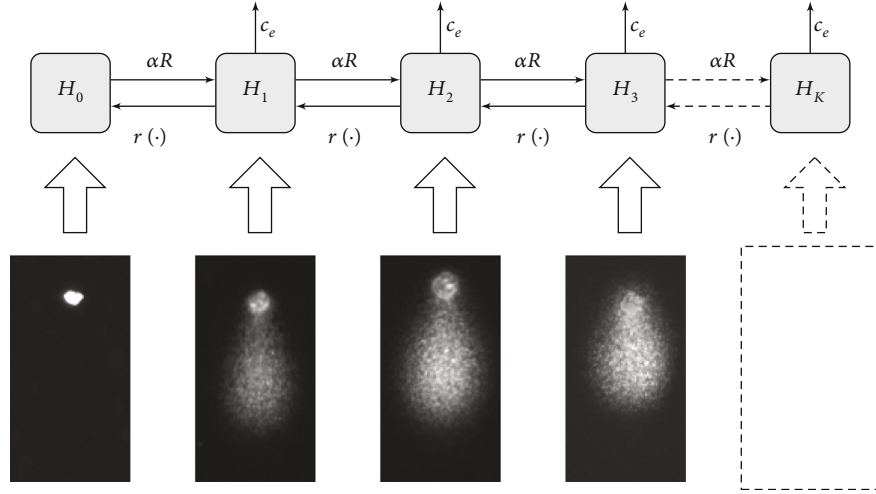 c_e c_e c_e c_e
αR αR αR αR
H_0 H_1 H_2 H_3 H_K
r (·) r (·) r (·) r (·)